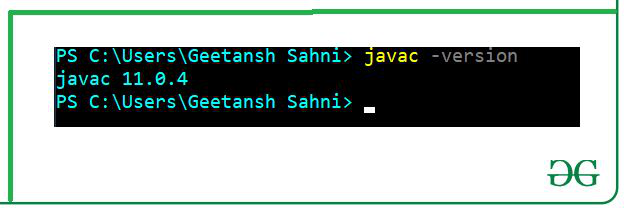 PS C:\Users\Geetansh Sahni> javac -version
javac 11.0.4
PS C:\Users\Geetansh Sahni>